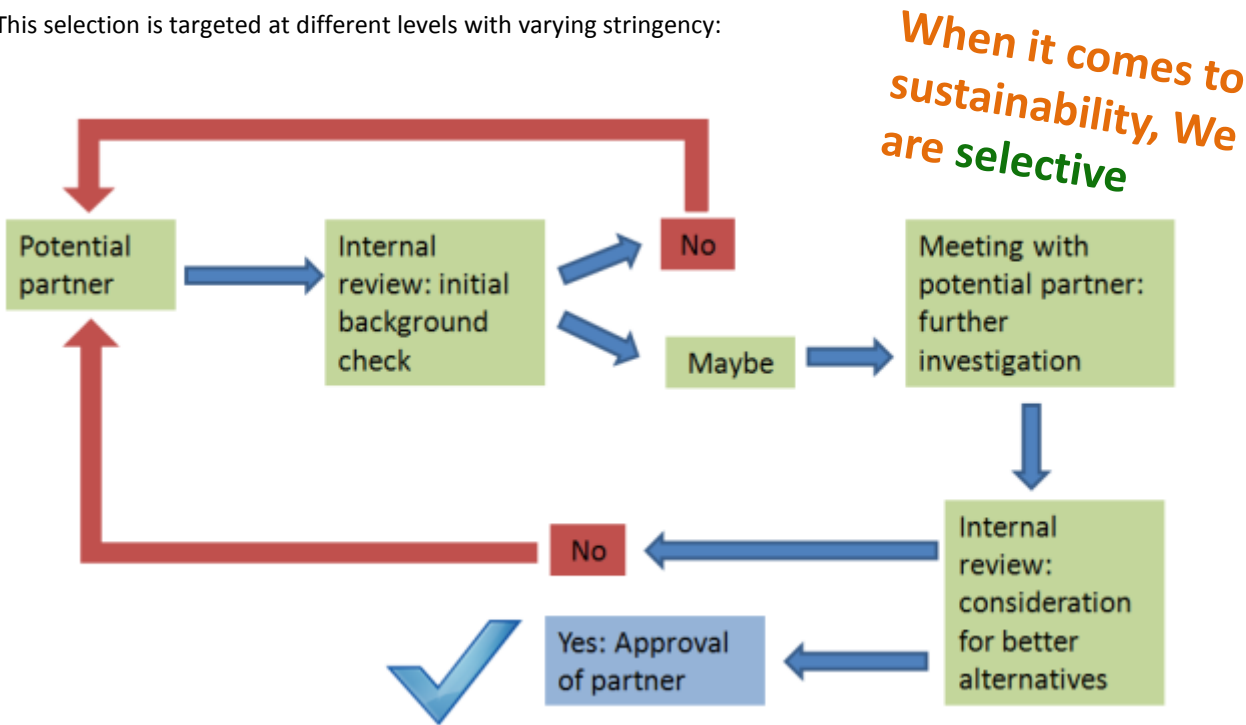 This selection is targeted at different levels with varying stringency:
When it comes to
sustainability, We
are selective
Potential
partner
Internal
review: initial
background
check
No
Maybe
Meeting with
potential partner:
further
investigation
Internal
review:
consideration
for better
alternatives
No
Yes: Approval
of partner